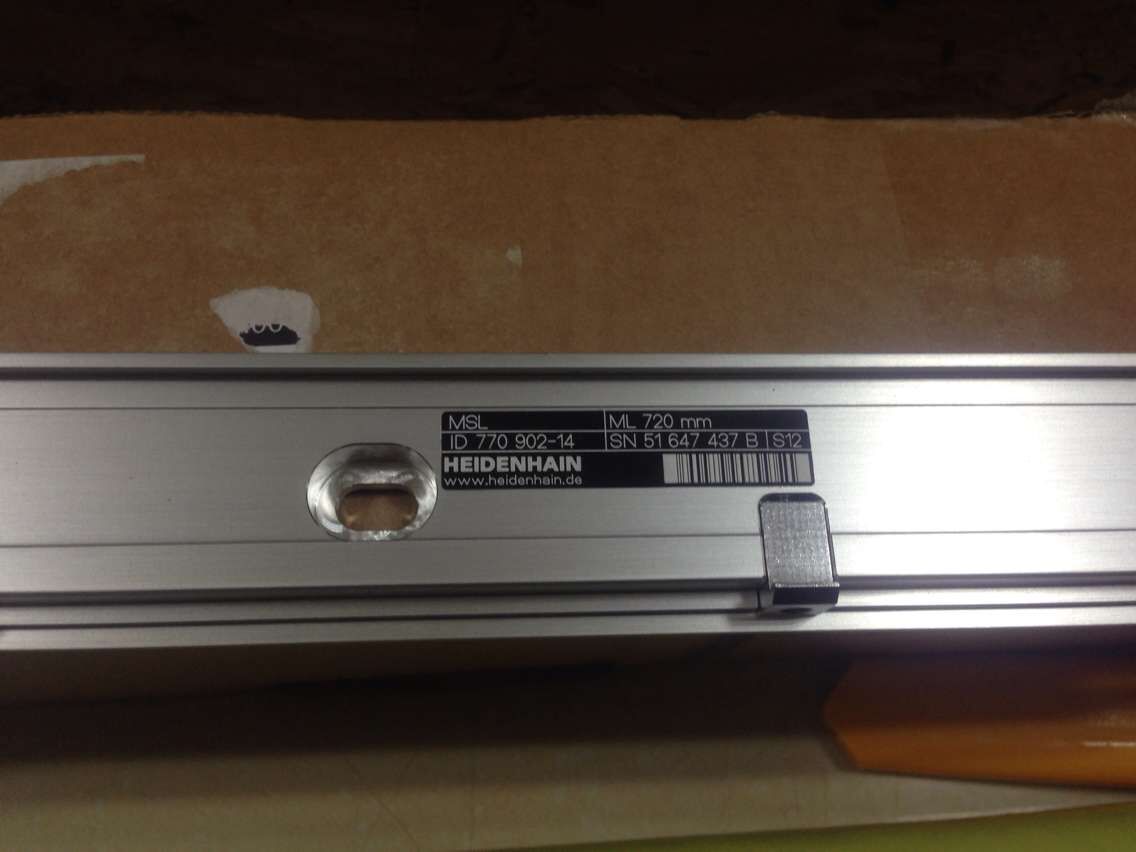 MSL ML 720 mm
ID 770 902-14 SN 51 647 437 B S12
HEIDENHAIN
www.heidenhain.de